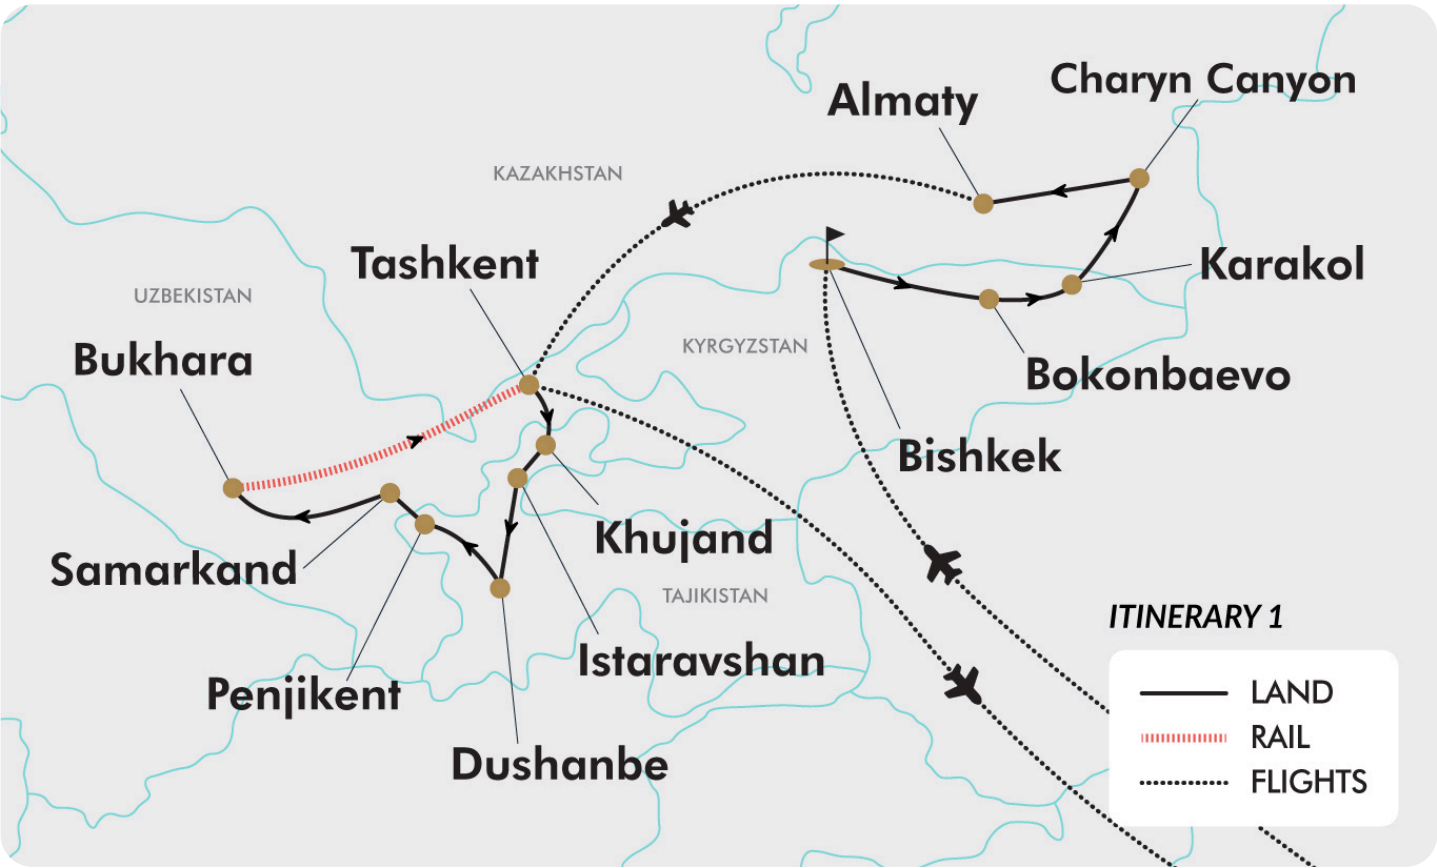 Charyn Canyon
Almaty
KAZAKHSTAN
Tashkent
Karakol
UZBEKISTAN
KYRGYZSTAN
Bukhara
Bokonbaevo
Bishkek
Khujand
Samarkand
TAJIKISTAN
ITINERARY 1
Istaravshan
Penjikent
LAND
RAIL
Dushanbe
FLIGHTS